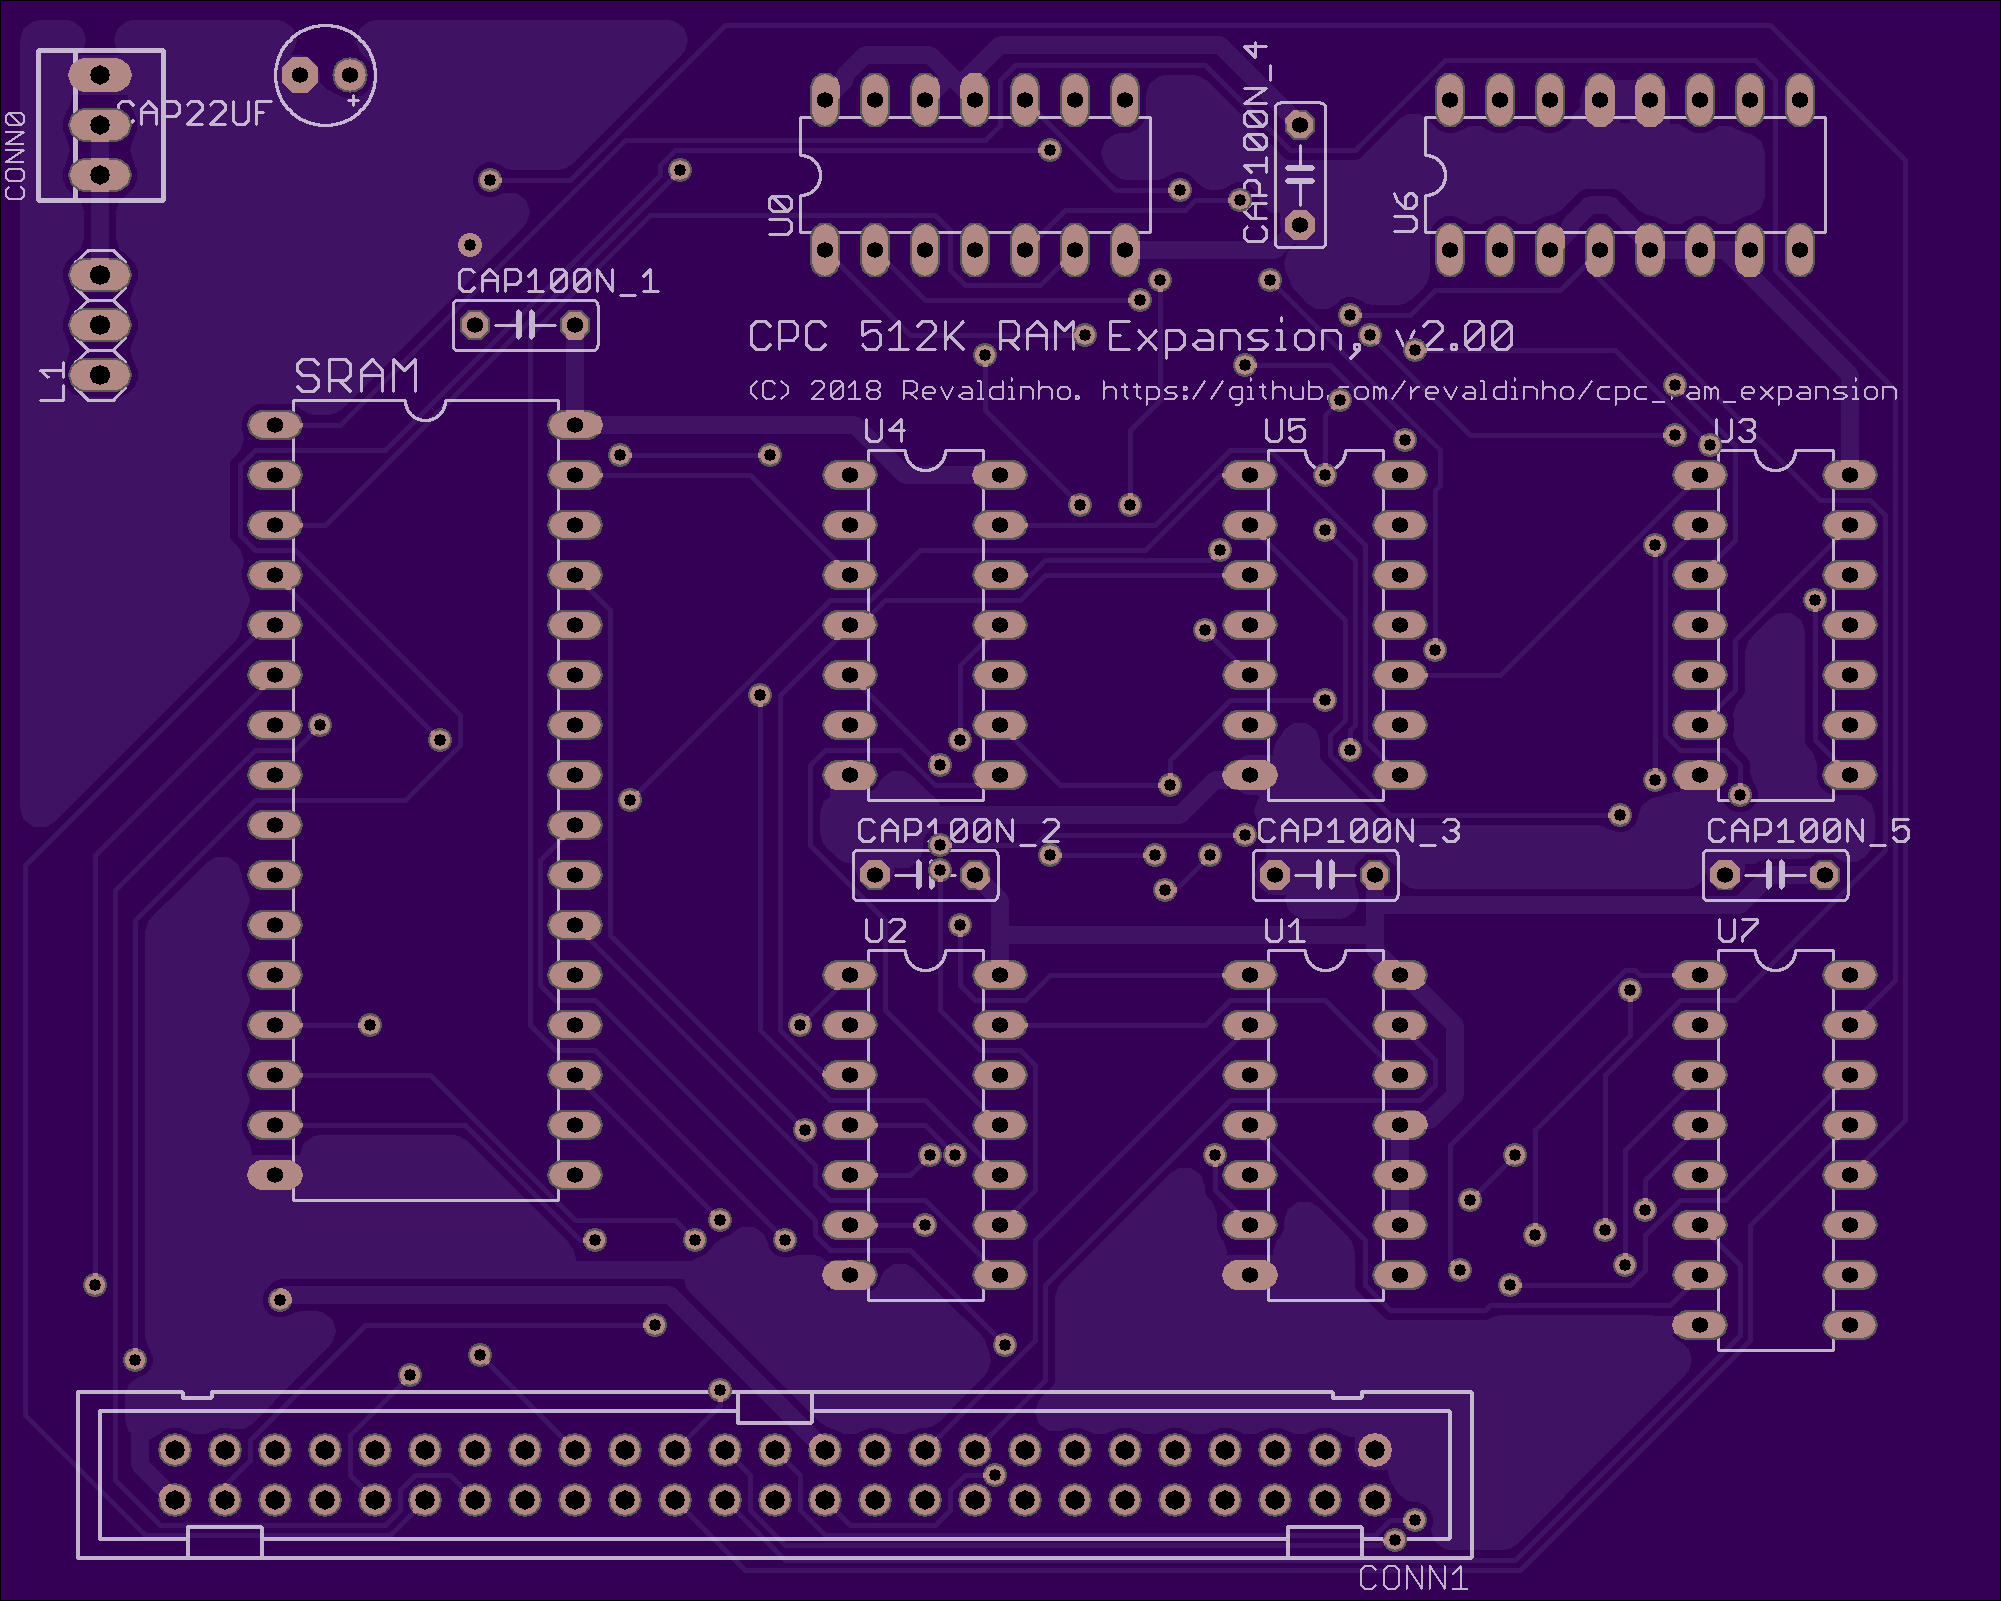 CONN0
CAP22UF
+
U0
CAP100N_4
U6
CAP100N_1
L1
CPC 512K RAM Expansion, v2.00
(C) 2018 Revaldinho. https://github.com/revaldinho/cpc_ram_expansion
SRAM
U4
U5
U3
CAP100N_2
CAP100N_3
CAP100N_5
U2
U1
U7
CONN1